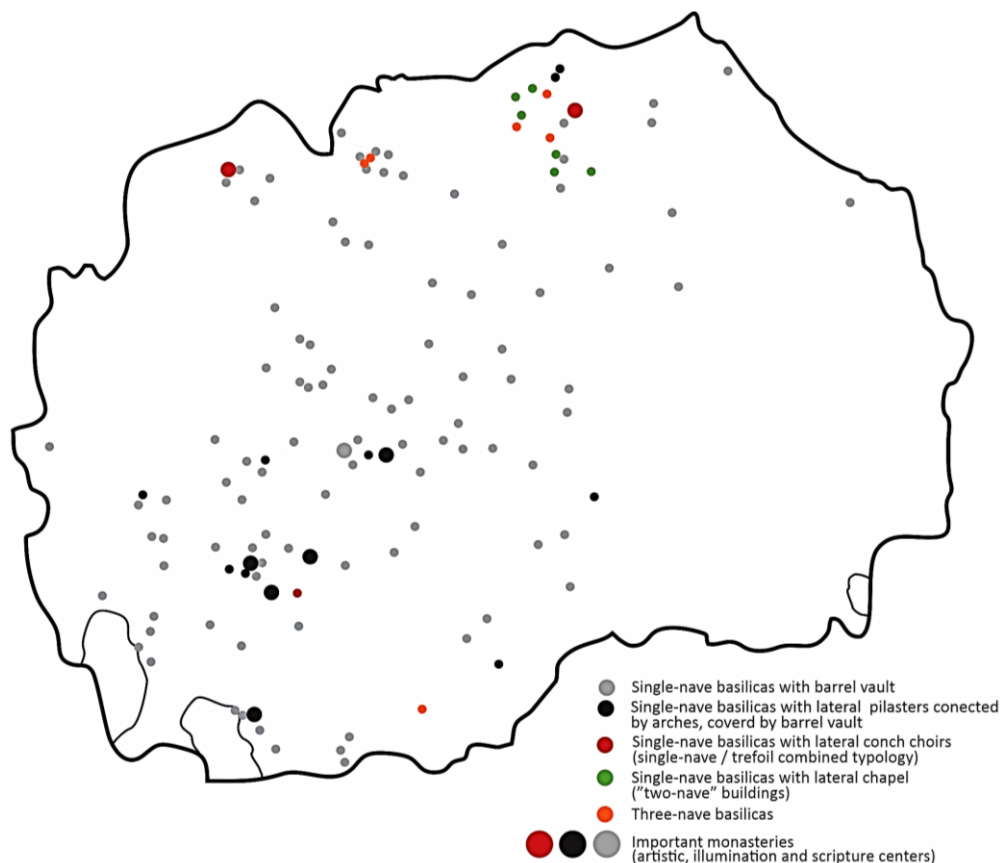 Single-nave basilicas with barrel vault
Single-nave basilicas with lateral pilasters conected
by arches, coverd by barrel vault
Single-nave basilicas with lateral conch choirs
(single-nave / trefoil combined typology)
Single-nave basilicas with lateral chapel
(”two-nave” buildings)
Three-nave basilicas
Important monasteries
(artistic, illumination and scripture centers)